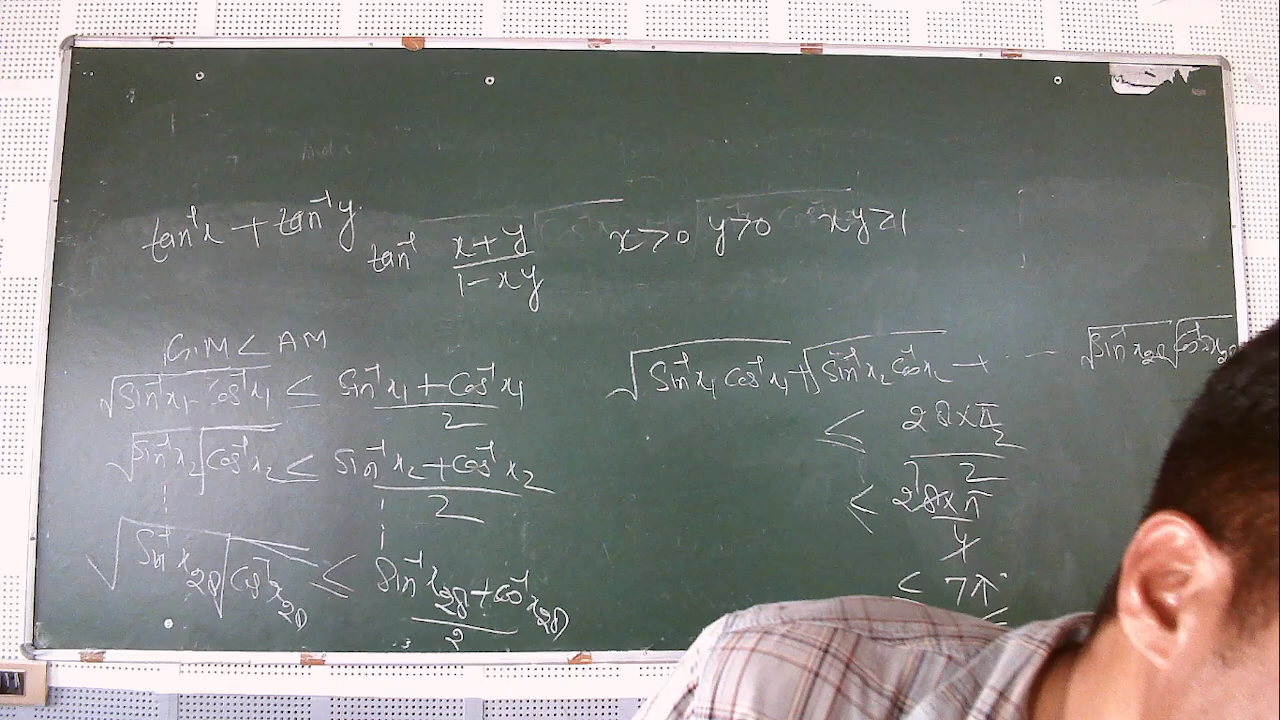 tan⁻¹x + tan⁻¹y
tan⁻¹ (x+y)/(1-xy) x>0 y>0 xy≥1
G.M < AM
√(Sin⁻¹x₁ Cos⁻¹x₁) ≤ (Sin⁻¹x₁ + Cos⁻¹x₁)/2
√(Sin⁻¹x₂) √(Cos⁻¹x₂) ≤ (Sin⁻¹x₂ + Cos⁻¹x₂)/2
√(Sin⁻¹x₂₈) √(Cos⁻¹x₂₈) ≤ (Sin⁻¹x₂₈ + Cos⁻¹x₂₈)/2
√(Sin⁻¹x₁ Cos⁻¹x₁) + √(Sin⁻¹x₂ Cos⁻¹x₂) + ---- √(Sin⁻¹x₂₈) √(Cos⁻¹x₂₈)
≤ (28×π/2)/2
≤ 28×π/4
< 7π